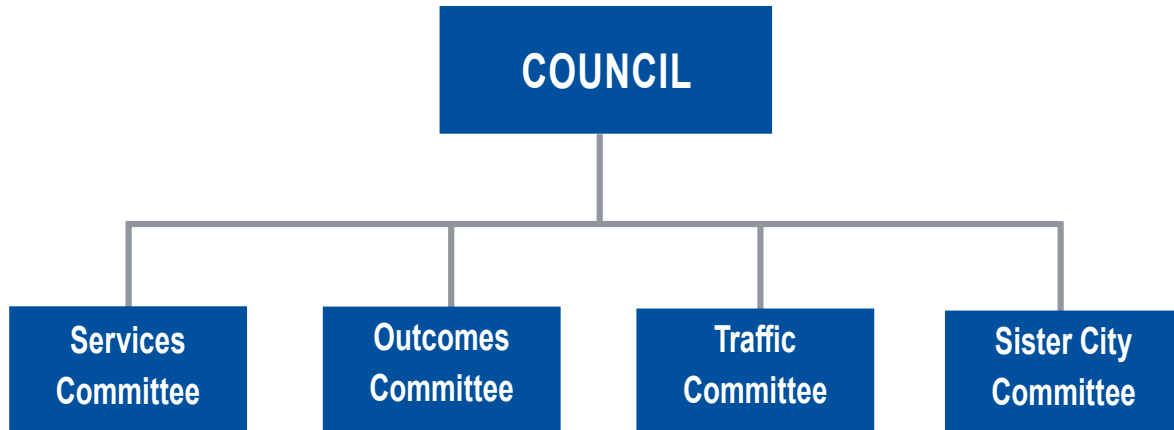 COUNCIL
Services
Committee
Outcomes
Committee
Traffic
Committee
Sister City
Committee